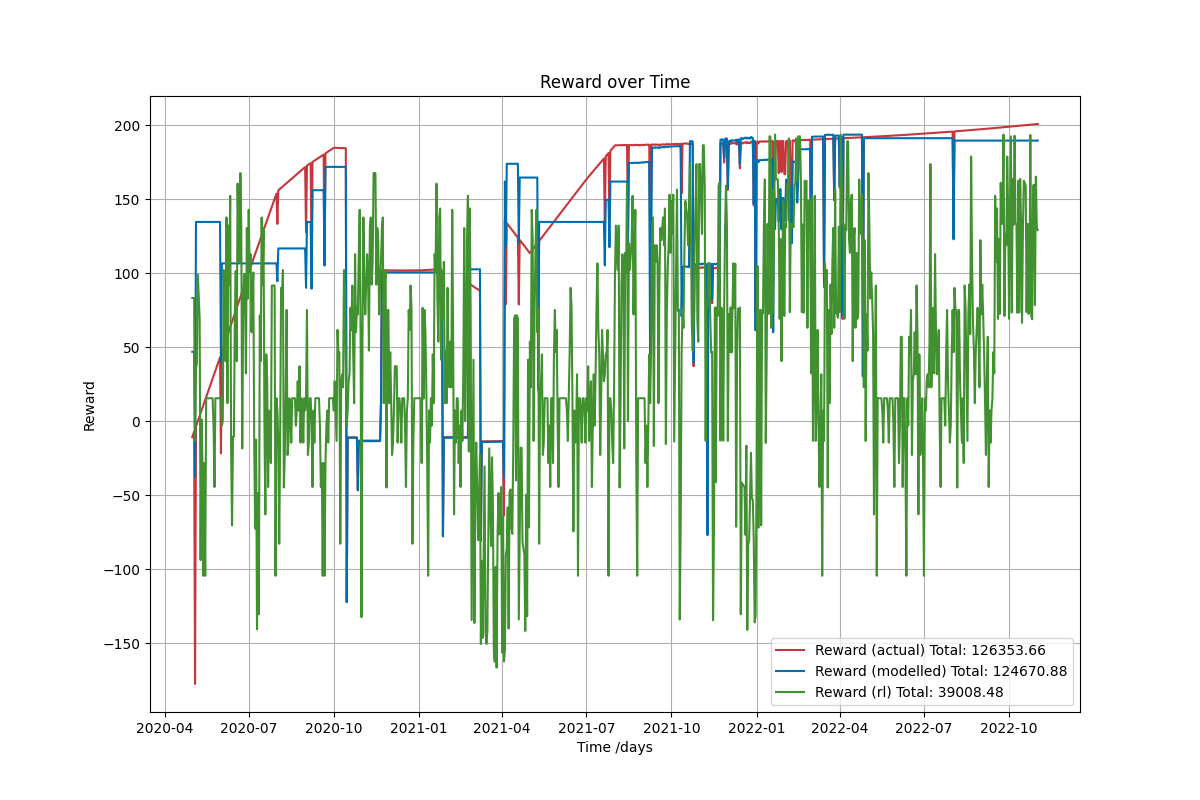 Reward over Time
200
150
100
50
0
−50
−100
−150
Reward
2020-04 2020-07 2020-10 2021-01 2021-04 2021-07 2021-10 2022-01 2022-04 2022-07 2022-10
Time /days
Reward (actual) Total: 126353.66
Reward (modelled) Total: 124670.88
Reward (rl) Total: 39008.48